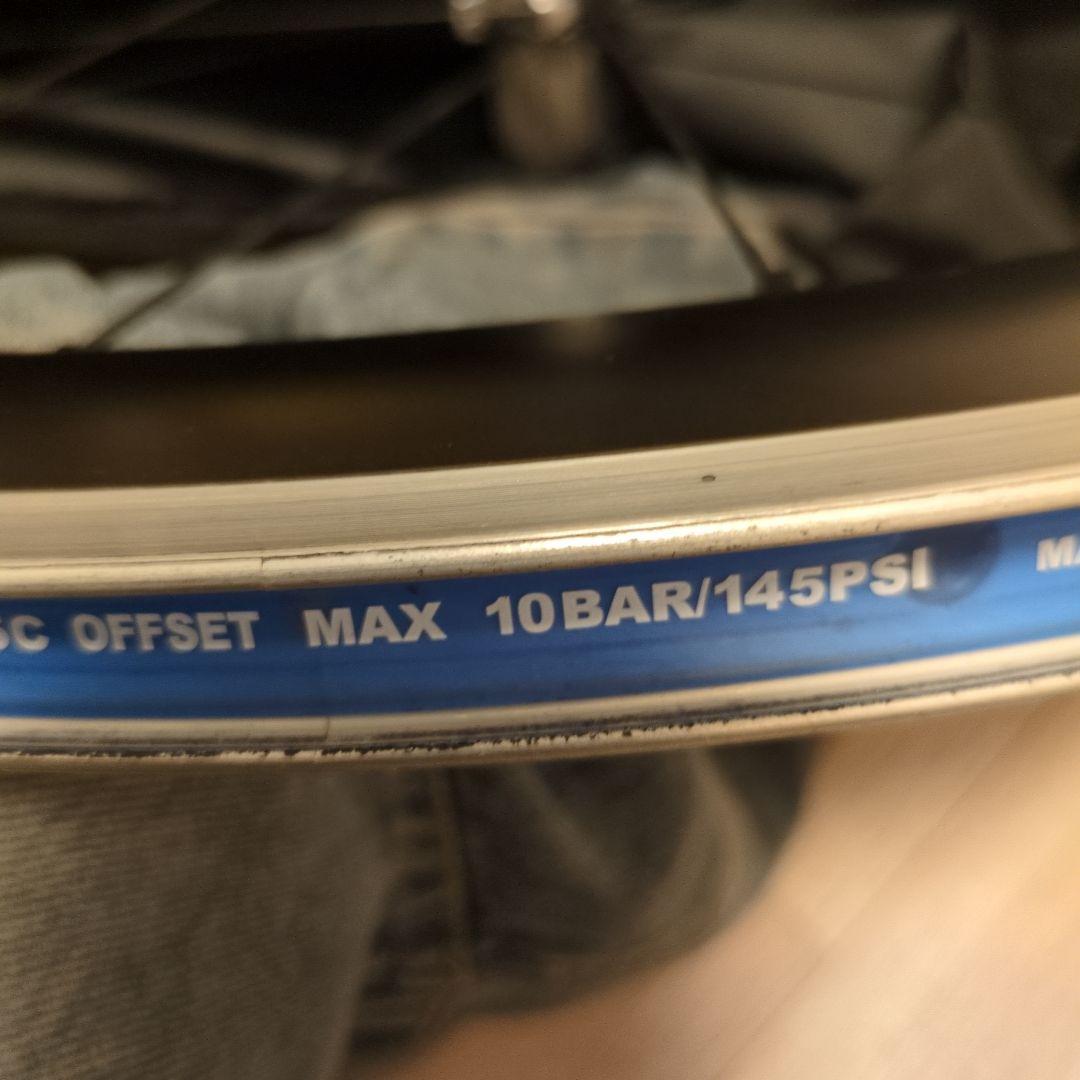 OFFSET MAX 10BAR/145PSI